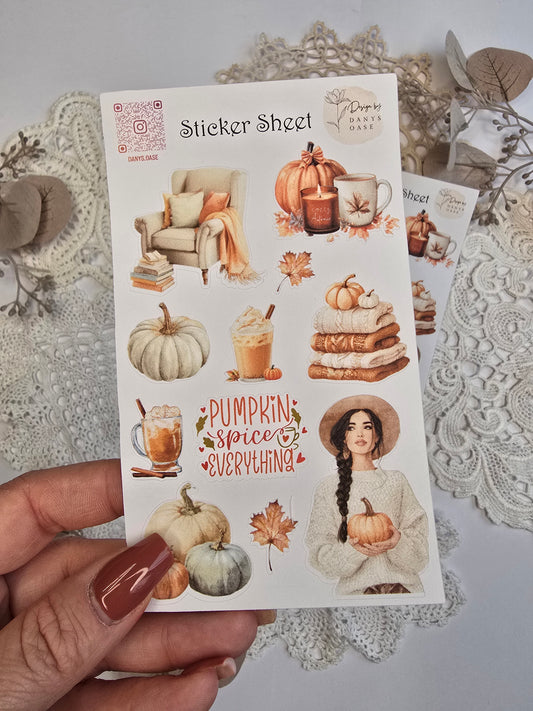 Sticker Sheet
Design by
DANYS
OASE
DANYS.OASE
Sheet
PUMPKIN
spice
EVERYTHING